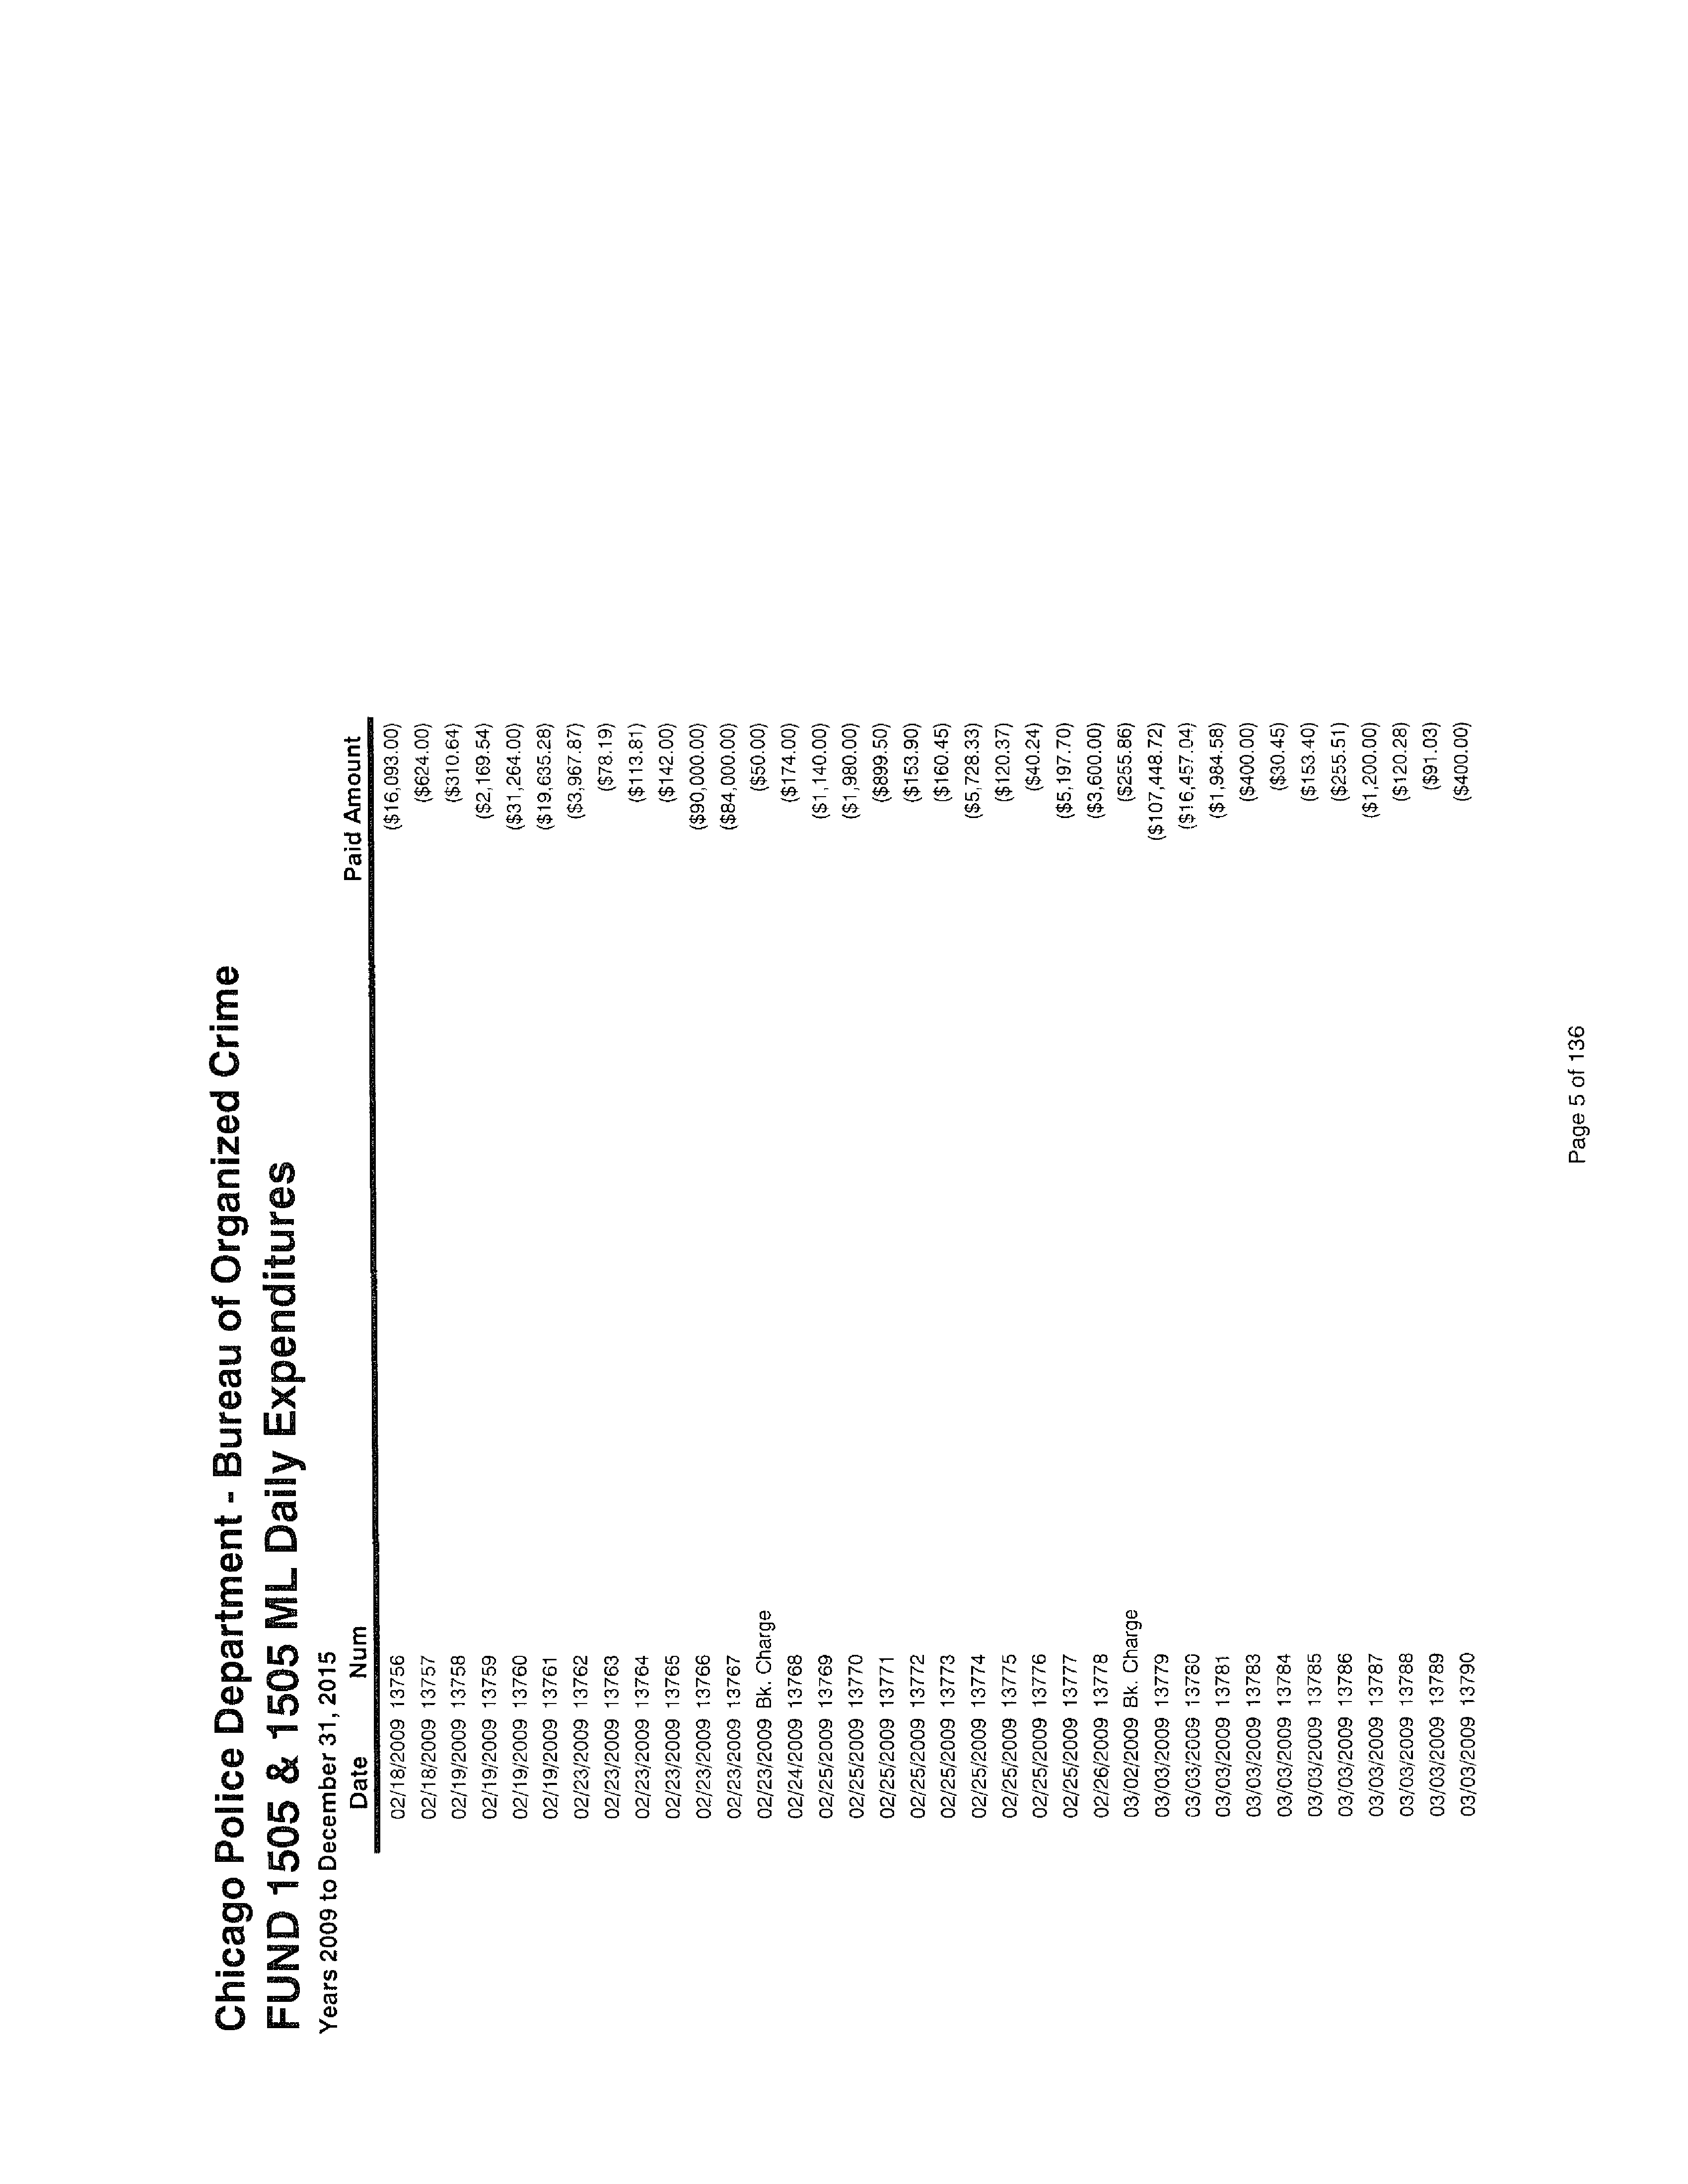 Chicago Police Department - Bureau of Organized Crime
FUND 1505 & 1505 ML Daily Expenditures
Years 2009 to December 31, 2015
Date Num Paid Amount
02/18/2009 13756 ($16,093.00)
02/18/2009 13757 ($624.00)
02/19/2009 13758 ($310.64)
02/19/2009 13759 ($2,169.54)
02/19/2009 13760 ($31,264.00)
02/19/2009 13761 ($19,635.28)
02/23/2009 13762 ($3,967.87)
02/23/2009 13763 ($78.19)
02/23/2009 13764 ($113.81)
02/23/2009 13765 ($142.00)
02/23/2009 13766 ($90,000.00)
02/23/2009 13767 ($84,000.00)
02/23/2009 Bk. Charge ($50.00)
02/24/2009 13768 ($174.00)
02/25/2009 13769 ($1,140.00)
02/25/2009 13770 ($1,980.00)
02/25/2009 13771 ($899.50)
02/25/2009 13772 ($153.90)
02/25/2009 13773 ($160.45)
02/25/2009 13774 ($5,728.33)
02/25/2009 13775 ($120.37)
02/25/2009 13776 ($40.24)
02/25/2009 13777 ($5,197.70)
02/26/2009 13778 ($3,600.00)
03/02/2009 Bk. Charge ($255.86)
03/03/2009 13779 ($107,448.72)
03/03/2009 13780 ($16,457.04)
03/03/2009 13781 ($1,984.58)
03/03/2009 13783 ($400.00)
03/03/2009 13784 ($30.45)
03/03/2009 13785 ($153.40)
03/03/2009 13786 ($255.51)
03/03/2009 13787 ($1,200.00)
03/03/2009 13788 ($120.28)
03/03/2009 13789 ($91.03)
03/03/2009 13790 ($400.00)
Page 5 of 136